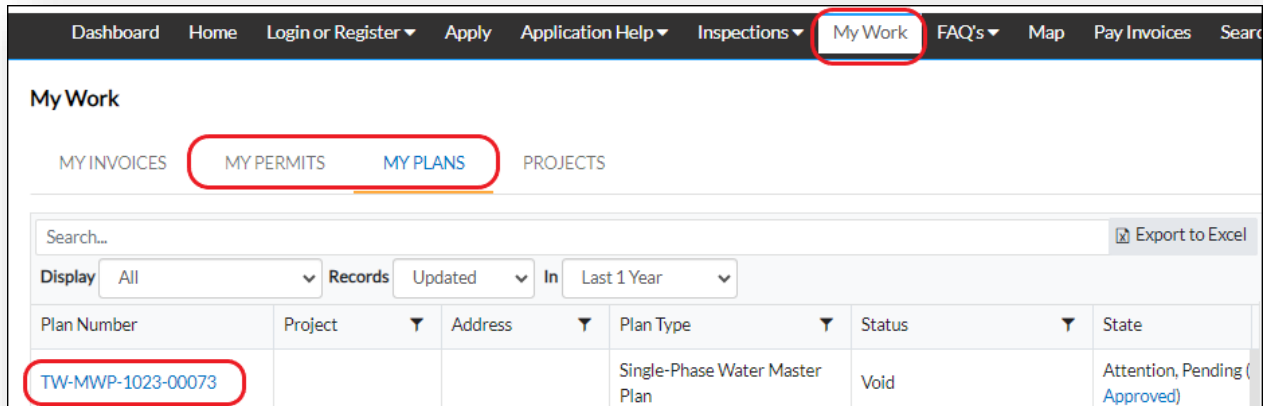 Dashboard Home Login or Register Apply Application Help Inspections My Work FAQ's Map Pay Invoices
My Work
MY INVOICES MY PERMITS MY PLANS PROJECTS
Search... Export to Excel
Display All Records Updated In Last 1 Year
Plan Number Project Address Plan Type Status State
TW-MWP-1023-00073 Single-Phase Water Master Void Attention, Pending (
Plan Approved)